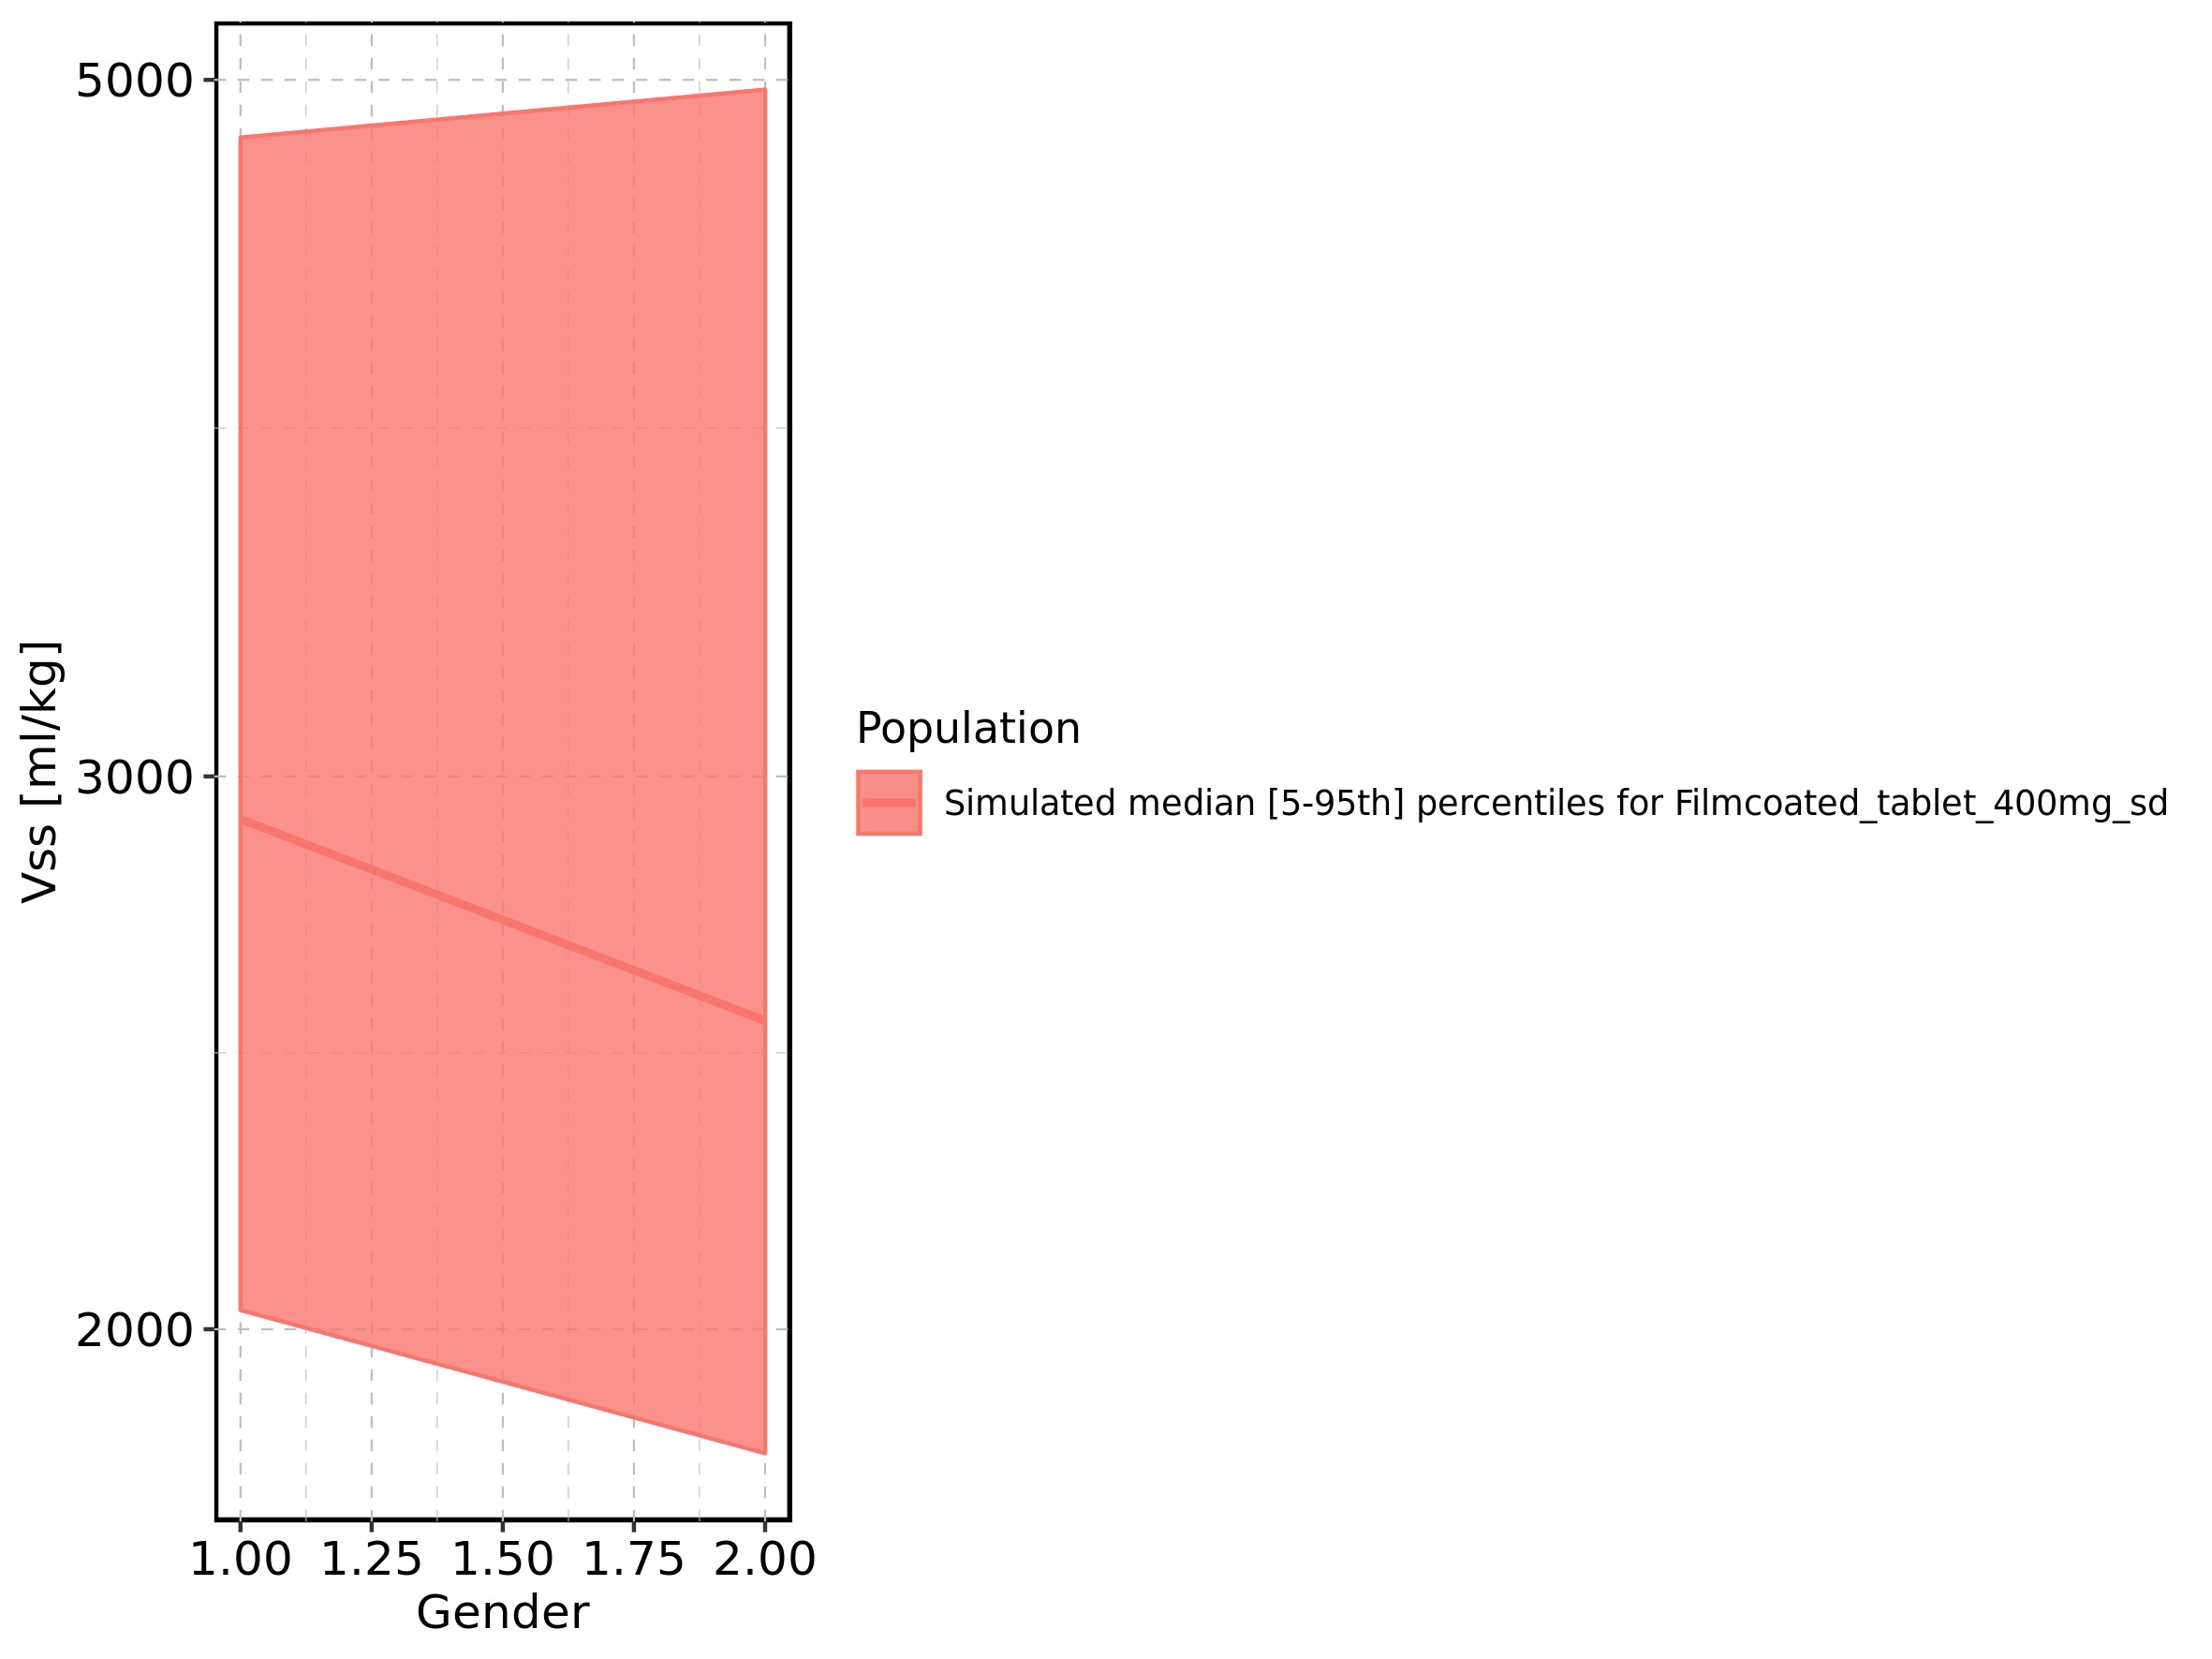 5000
3000
2000
Vss [ml/kg]
1.00 1.25 1.50 1.75 2.00
Gender
Population
Simulated median [5-95th] percentiles for Filmcoated_tablet_400mg_sd